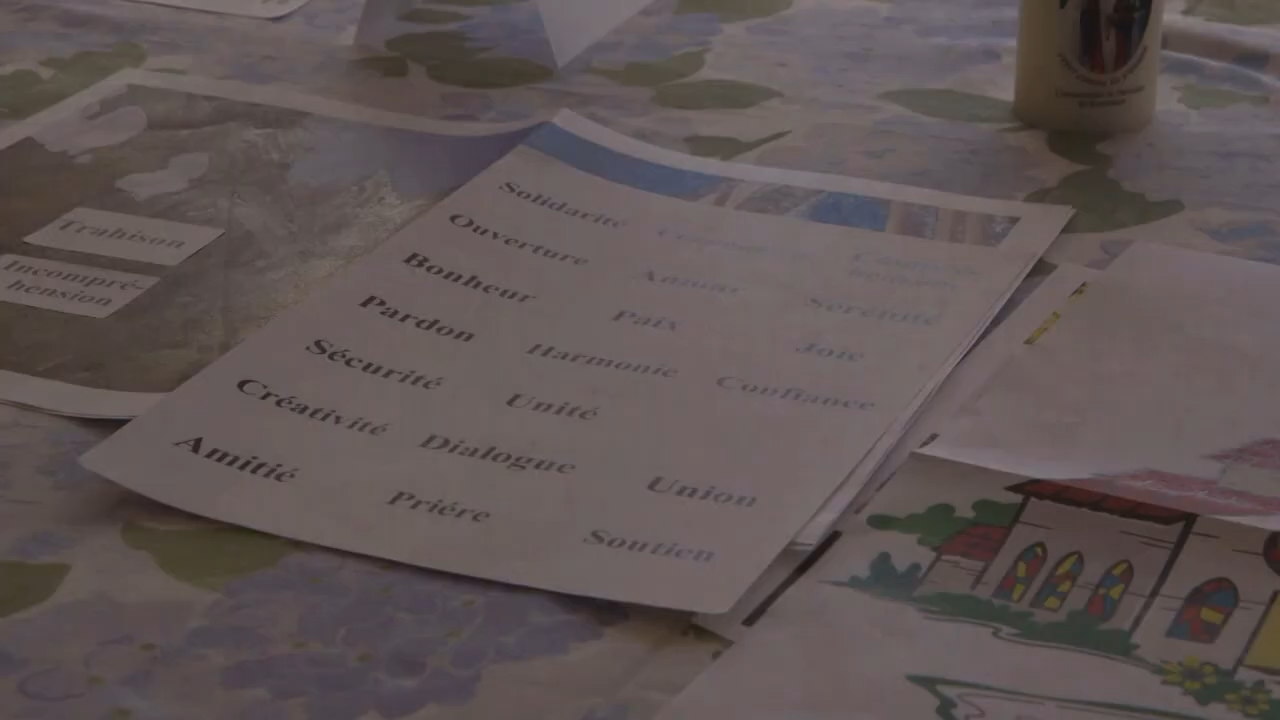 Trahison
Incompré-
hension
Solidarité
Ouverture
Amour
Sérénité
Bonheur
Paix
Joie
Pardon
Harmonie
Confiance
Sécurité
Unité
Créativité
Dialogue
Union
Amitié
Priére
Soutien